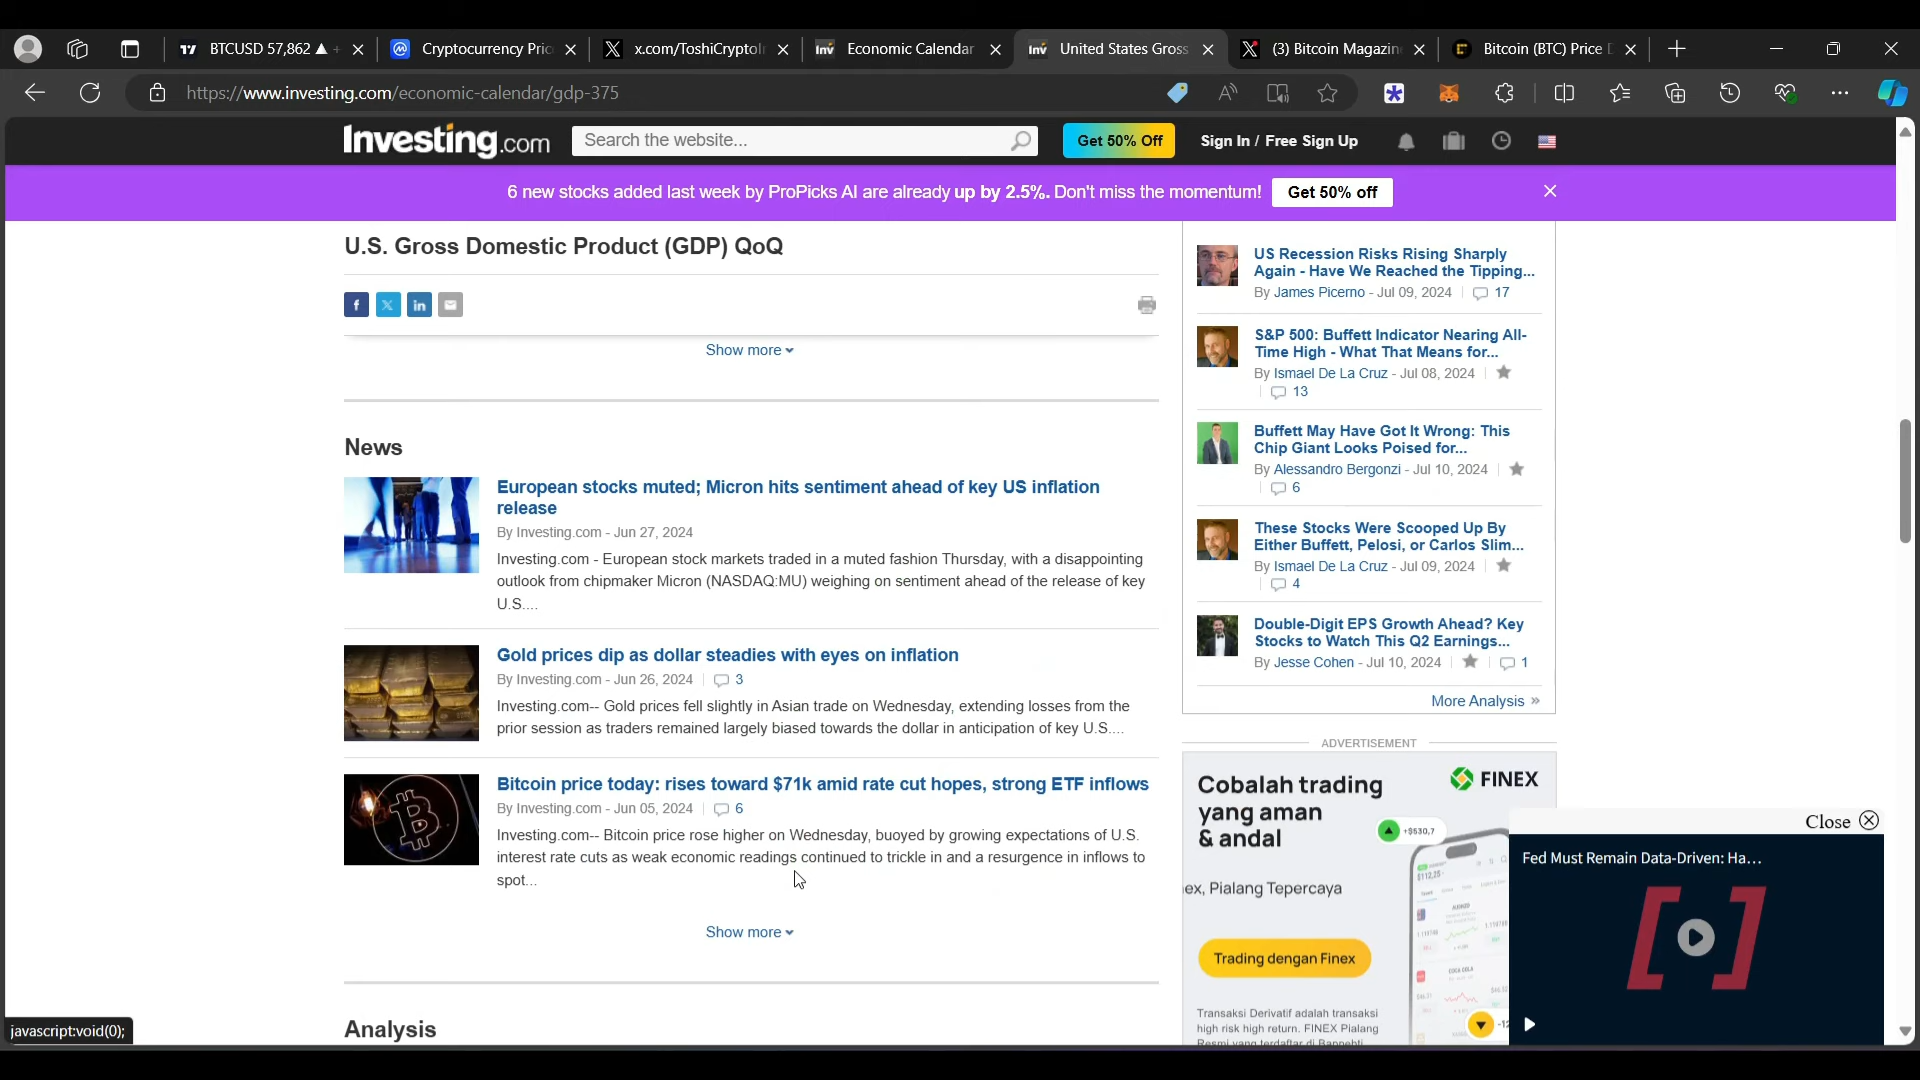 BTCUSD 57,862 ▲
Cryptocurrency Pric
x.com/ToshiCryptoI
Economic Calendar
United States Gross
(3) Bitcoin Magazin
Bitcoin (BTC) Price
https://www.investing.com/economic-calendar/gdp-375
Investing.com
Search the website...
Get 50% Off
Sign In / Free Sign Up
6 new stocks added last week by ProPicks AI are already up by 2.5%. Don't miss the momentum!
Get 50% off
U.S. Gross Domestic Product (GDP) QoQ
Show more
News
European stocks muted; Micron hits sentiment ahead of key US inflation
release
By Investing.com - Jun 27, 2024
Investing.com - European stock markets traded in a muted fashion Thursday, with a disappointing
outlook from chipmaker Micron (NASDAQ:MU) weighing on sentiment ahead of the release of key
U.S....
Gold prices dip as dollar steadies with eyes on inflation
By Investing.com - Jun 26, 2024 3
Investing.com-- Gold prices fell slightly in Asian trade on Wednesday, extending losses from the
prior session as traders remained largely biased towards the dollar in anticipation of key U.S....
Bitcoin price today: rises toward $71k amid rate cut hopes, strong ETF inflows
By Investing.com - Jun 05, 2024 6
Investing.com-- Bitcoin price rose higher on Wednesday, buoyed by growing expectations of U.S.
interest rate cuts as weak economic readings continued to trickle in and a resurgence in inflows to
spot...
Show more
Analysis
US Recession Risks Rising Sharply
Again - Have We Reached the Tipping...
By James Picerno - Jul 09, 2024 17
S&P 500: Buffett Indicator Nearing All-
Time High - What That Means for...
By Ismael De La Cruz - Jul 08, 2024
13
Buffett May Have Got It Wrong: This
Chip Giant Looks Poised for...
By Alessandro Bergonzi - Jul 10, 2024
6
These Stocks Were Scooped Up By
Either Buffett, Pelosi, or Carlos Slim...
By Ismael De La Cruz - Jul 09, 2024
4
Double-Digit EPS Growth Ahead? Key
Stocks to Watch This Q2 Earnings...
By Jesse Cohen - Jul 10, 2024 1
More Analysis »
ADVERTISEMENT
Cobalah trading
yang aman
& andal
FINEX
+$530,7
ex, Pialang Tepercaya
Trading dengan Finex
Transaksi Derivatif adalah transaksi
high risk high return. FINEX Pialang
Close
Fed Must Remain Data-Driven: Ha...
javascript:void(0);